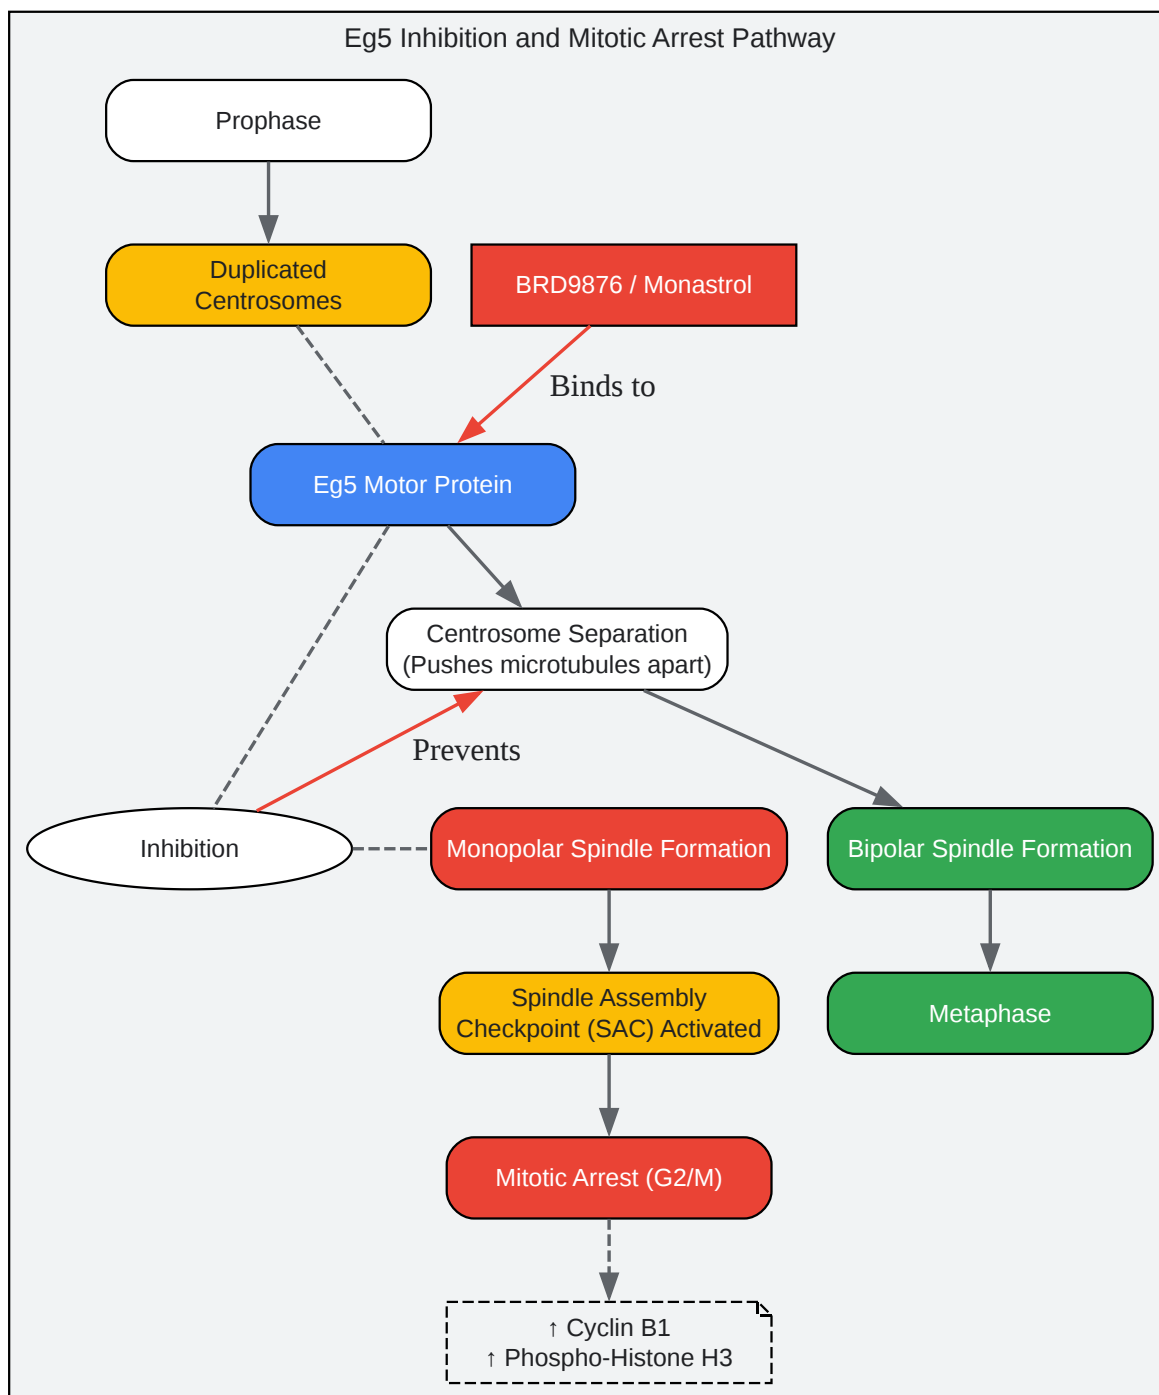 Eg5 Inhibition and Mitotic Arrest Pathway
Prophase
Duplicated
Centrosomes
BRD9876 / Monastrol
Binds to
Eg5 Motor Protein
Centrosome Separation
(Pushes microtubules apart)
Prevents
Inhibition
Monopolar Spindle Formation
Bipolar Spindle Formation
Spindle Assembly
Checkpoint (SAC) Activated
Metaphase
Mitotic Arrest (G2/M)
↑ Cyclin B1
↑ Phospho-Histone H3